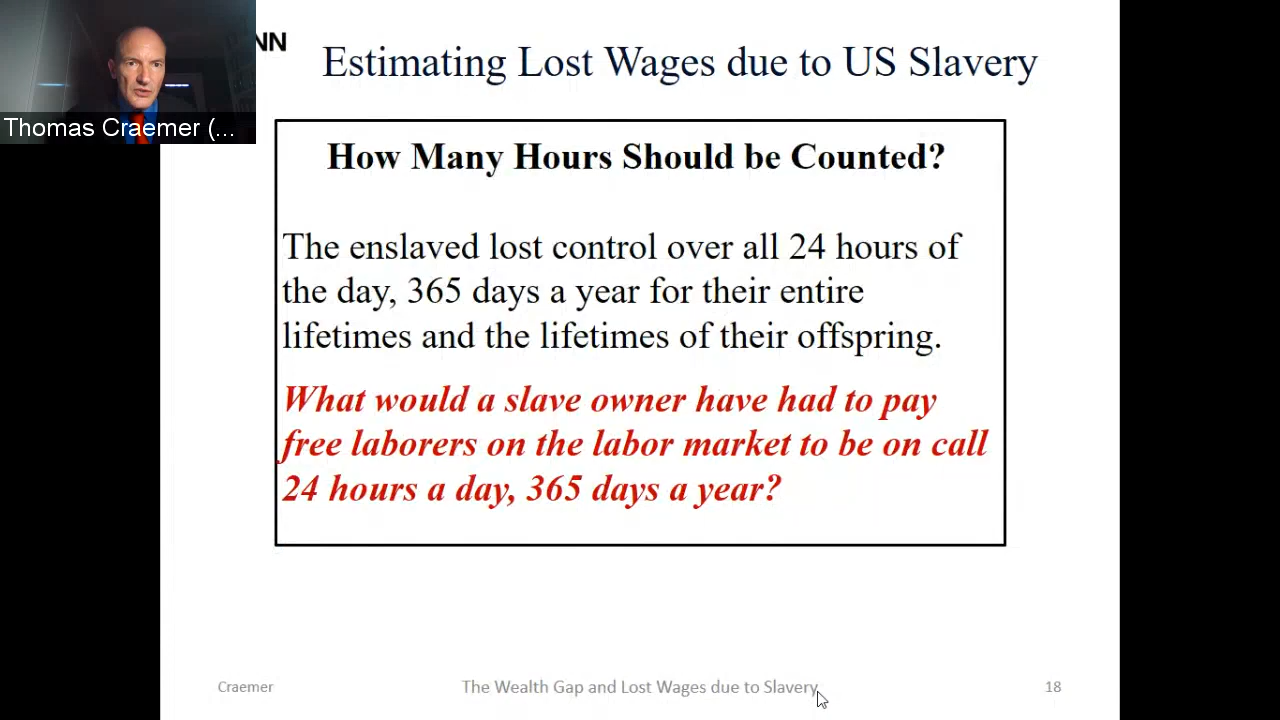 NN
Estimating Lost Wages due to US Slavery
Thomas Craemer (...
How Many Hours Should be Counted?
The enslaved lost control over all 24 hours of
the day, 365 days a year for their entire
lifetimes and the lifetimes of their offspring.
What would a slave owner have had to pay
free laborers on the labor market to be on call
24 hours a day, 365 days a year?
Craemer
The Wealth Gap and Lost Wages due to Slavery
18